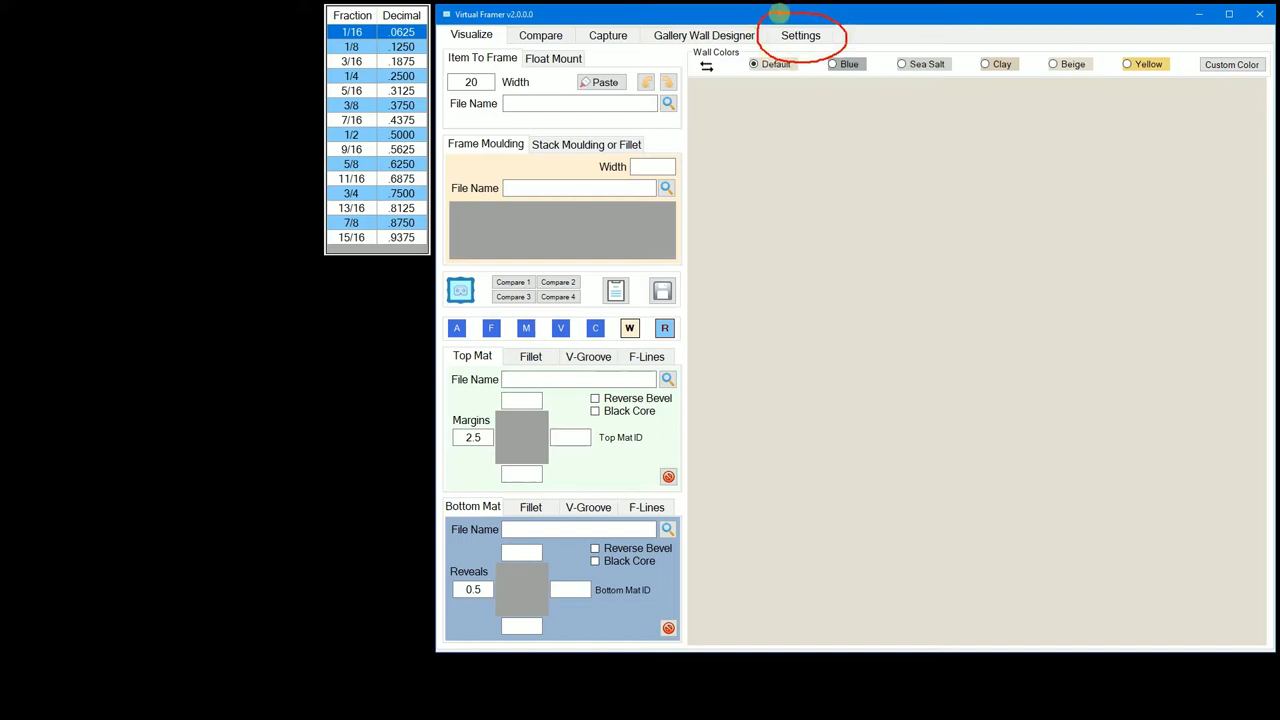 Fraction Decimal
1/16 .0625
1/8 .1250
3/16 .1875
1/4 .2500
5/16 .3125
3/8 .3750
7/16 .4375
1/2 .5000
9/16 .5625
5/8 .6250
11/16 .6875
3/4 .7500
13/16 .8125
7/8 .8750
15/16 .9375
Virtual Framer v2.0.0.0
Visualize Compare Capture Gallery Wall Designer Settings
Item To Frame Float Mount
20 Width Paste
File Name
Frame Moulding Stack Moulding or Fillet
Width
File Name
Compare 1 Compare 2
Compare 3 Compare 4
A F M V C W R
Top Mat Fillet V-Groove F-Lines
File Name
Reverse Bevel
Black Core
Margins
2.5 Top Mat ID
Bottom Mat Fillet V-Groove F-Lines
File Name
Reverse Bevel
Black Core
Reveals
0.5 Bottom Mat ID
Wall Colors
Default Blue Sea Salt Clay Beige Yellow Custom Color